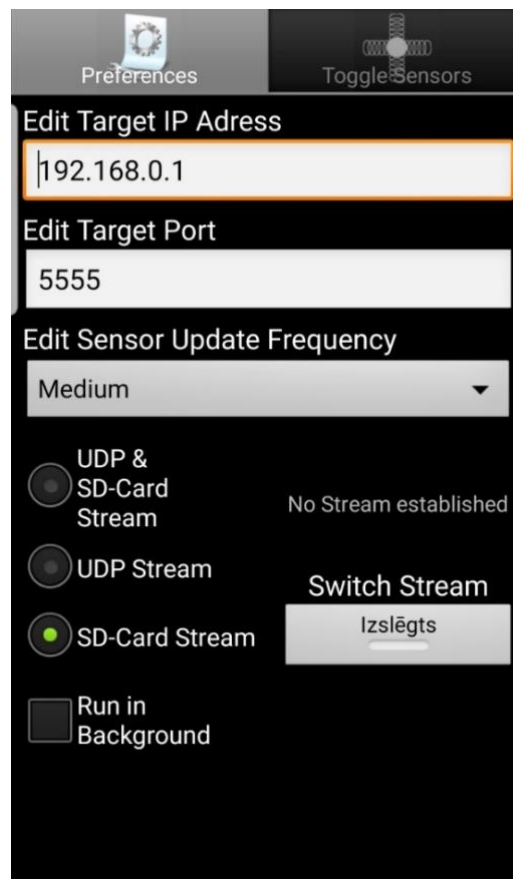 Preferences
Toggle Sensors
Edit Target IP Adress
192.168.0.1
Edit Target Port
5555
Edit Sensor Update Frequency
Medium
UDP &
SD-Card
Stream
No Stream established
UDP Stream
Switch Stream
Izslēgts
SD-Card Stream
Run in
Background